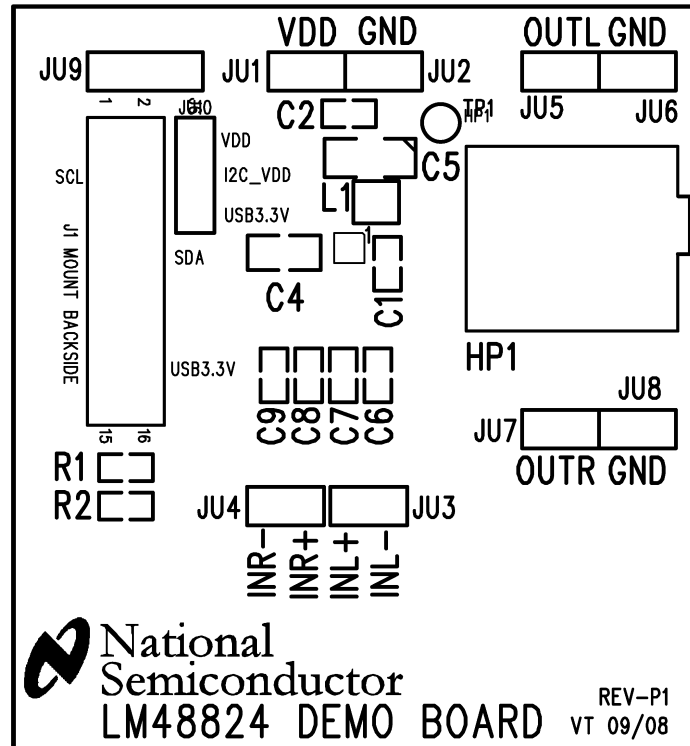 VDD GND
OUTL GND
JU9
JU1
JU2
JU5
JU6
1 2
JU10
C2
TP1
VDD
SCL
I2C_VDD
C5
L1
USB3.3V
J1 MOUNT BACKSIDE
SDA
1
C4
C1
HP1
USB3.3V
C9
C8
C7
C6
JU8
JU7
OUTR GND
15 16
R1
R2
JU4
JU3
INR-
INR+
INL+
INL-
National
Semiconductor
LM48824 DEMO BOARD
REV-P1
VT 09/08